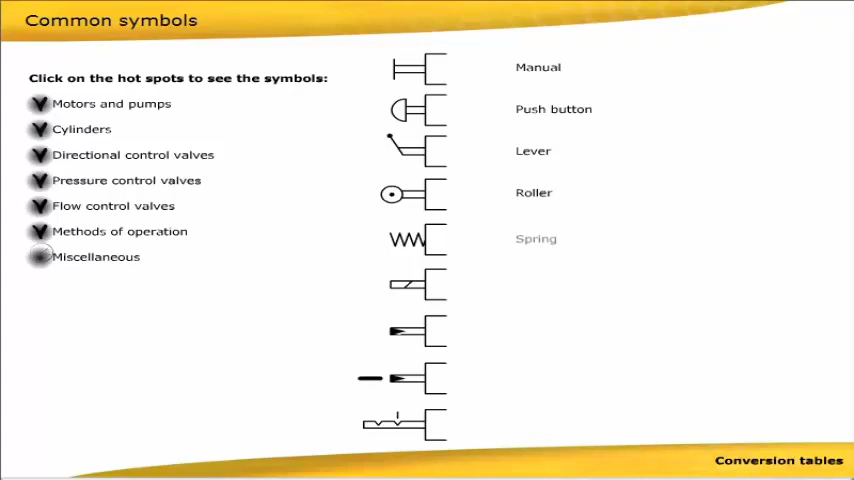 Common symbols
Click on the hot spots to see the symbols:
Motors and pumps
Cylinders
Directional control valves
Pressure control valves
Flow control valves
Methods of operation
Miscellaneous
Manual
Push button
Lever
Roller
Spring
Conversion tables